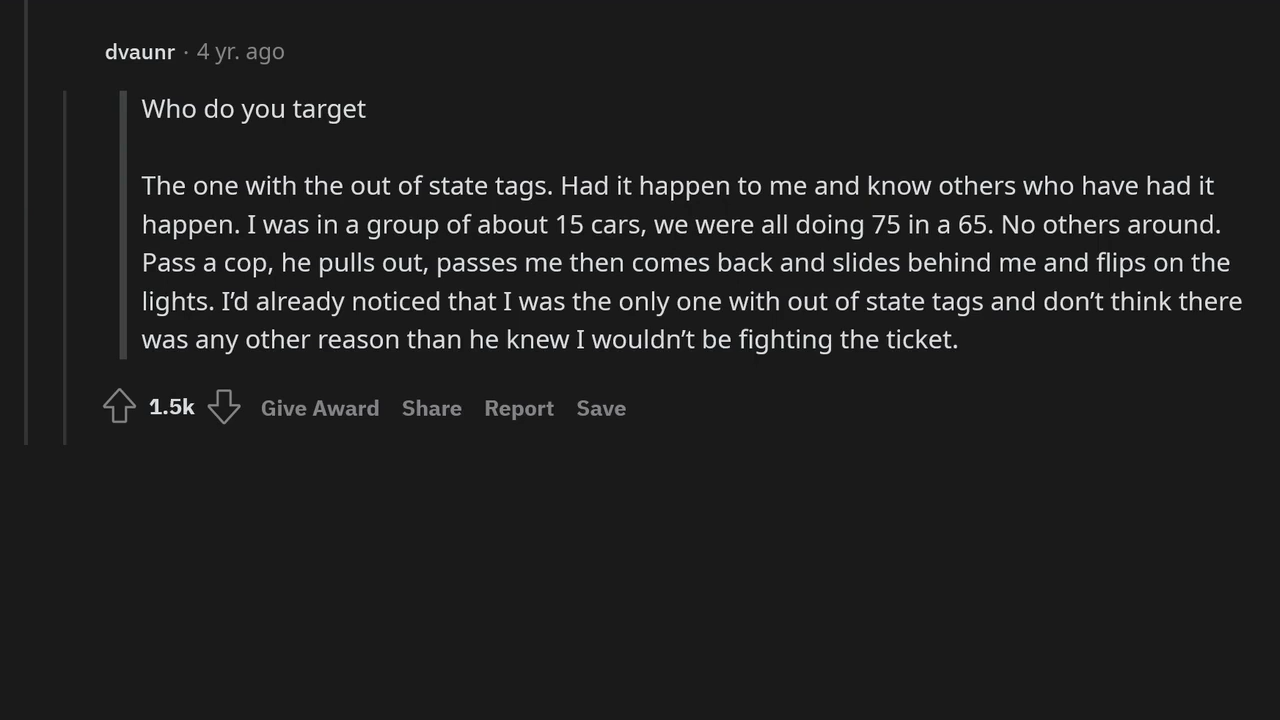 dvaunr · 4 yr. ago
Who do you target
The one with the out of state tags. Had it happen to me and know others who have had it
happen. I was in a group of about 15 cars, we were all doing 75 in a 65. No others around.
Pass a cop, he pulls out, passes me then comes back and slides behind me and flips on the
lights. I’d already noticed that I was the only one with out of state tags and don’t think there
was any other reason than he knew I wouldn’t be fighting the ticket.
1.5k Give Award Share Report Save